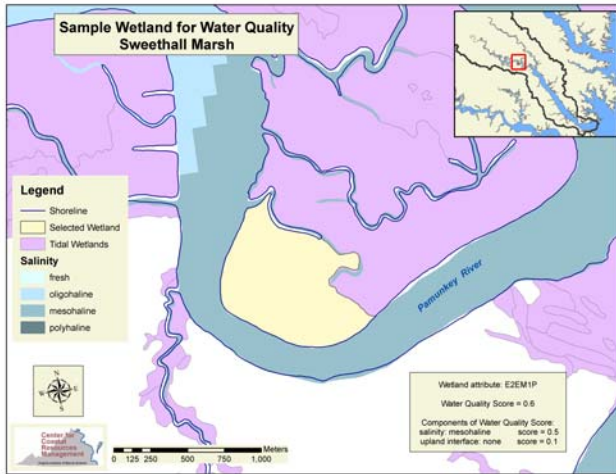 Sample Wetland for Water Quality
Sweethall Marsh
Legend
Shoreline
Selected Wetland
Tidal Wetlands
Salinity
fresh
oligohaline
mesohaline
polyhaline
Pamunkey River
N
E
S
W
Center for
Coastal
Resources
Management
Meters
0 125 250 500 750 1,000
Wetland attribute: E2EM1P
Water Quality Score = 0.6
Components of Water Quality Score:
salinity: mesohaline score = 0.5
upland interface: none score = 0.1